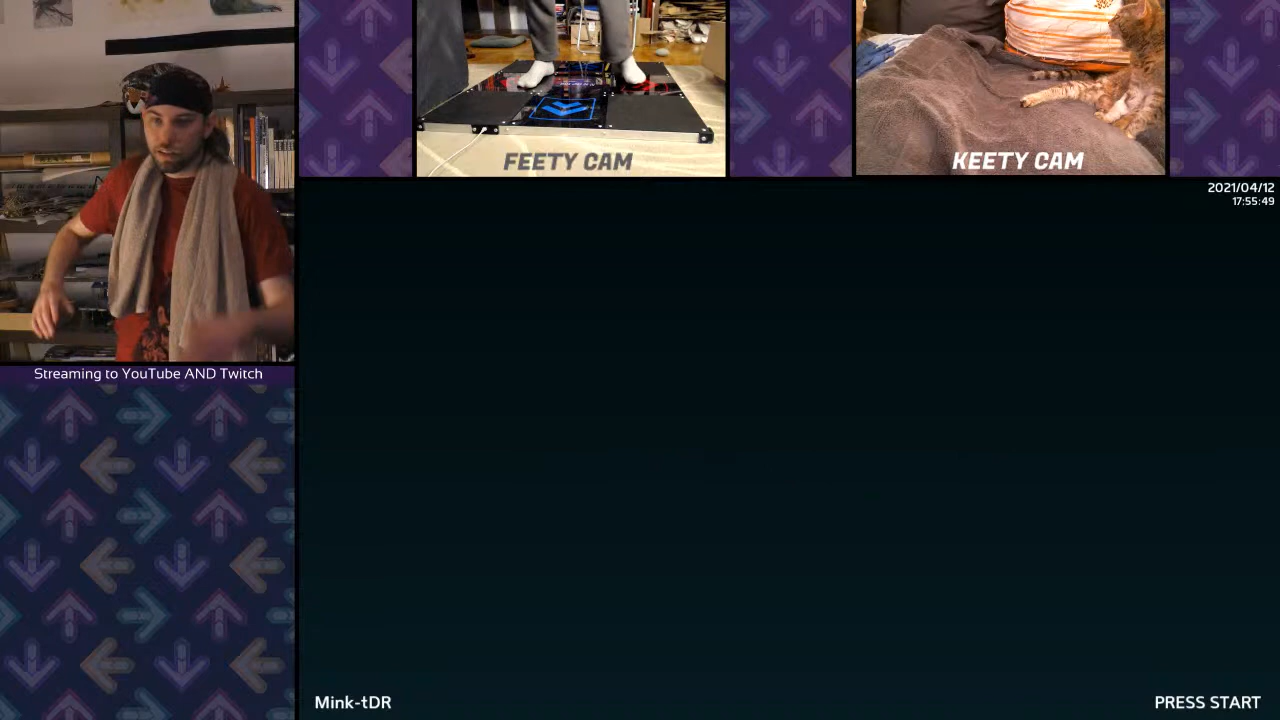 FEETY CAM
KEETY CAM
2021/04/12
17:55:49
Streaming to YouTube AND Twitch
Mink-tDR
PRESS START